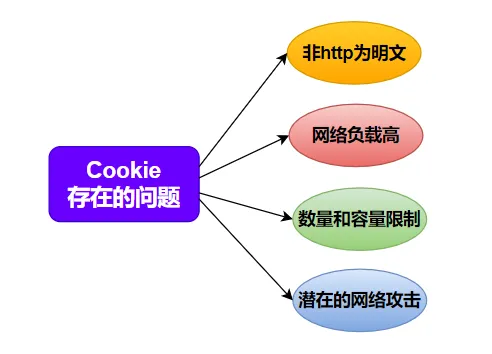 Cookie
存在的问题
非http为明文
网络负载高
数量和容量限制
潜在的网络攻击